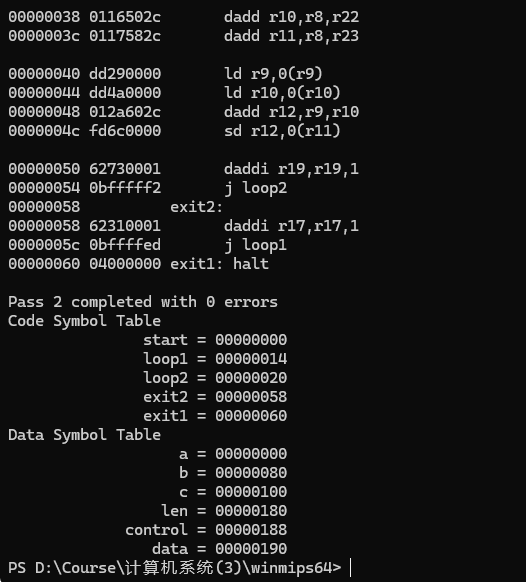 00000038 0116502c        dadd r10,r8,r22
0000003c 0117582c        dadd r11,r8,r23
00000040 dd290000        ld r9,0(r9)
00000044 dd4a0000        ld r10,0(r10)
00000048 012a602c        dadd r12,r9,r10
0000004c fd6c0000        sd r12,0(r11)
00000050 62730001        daddi r19,r19,1
00000054 0bfffff2        j loop2
00000058          exit2:
00000058 62310001        daddi r17,r17,1
0000005c 0bffffed        j loop1
00000060 04000000 exit1: halt
Pass 2 completed with 0 errors
Code Symbol Table
start = 00000000
loop1 = 00000014
loop2 = 00000020
exit2 = 00000058
exit1 = 00000060
Data Symbol Table
a = 00000000
b = 00000080
c = 00000100
len = 00000180
control = 00000188
data = 00000190
PS D:\Course\计算机系统(3)\winmips64>